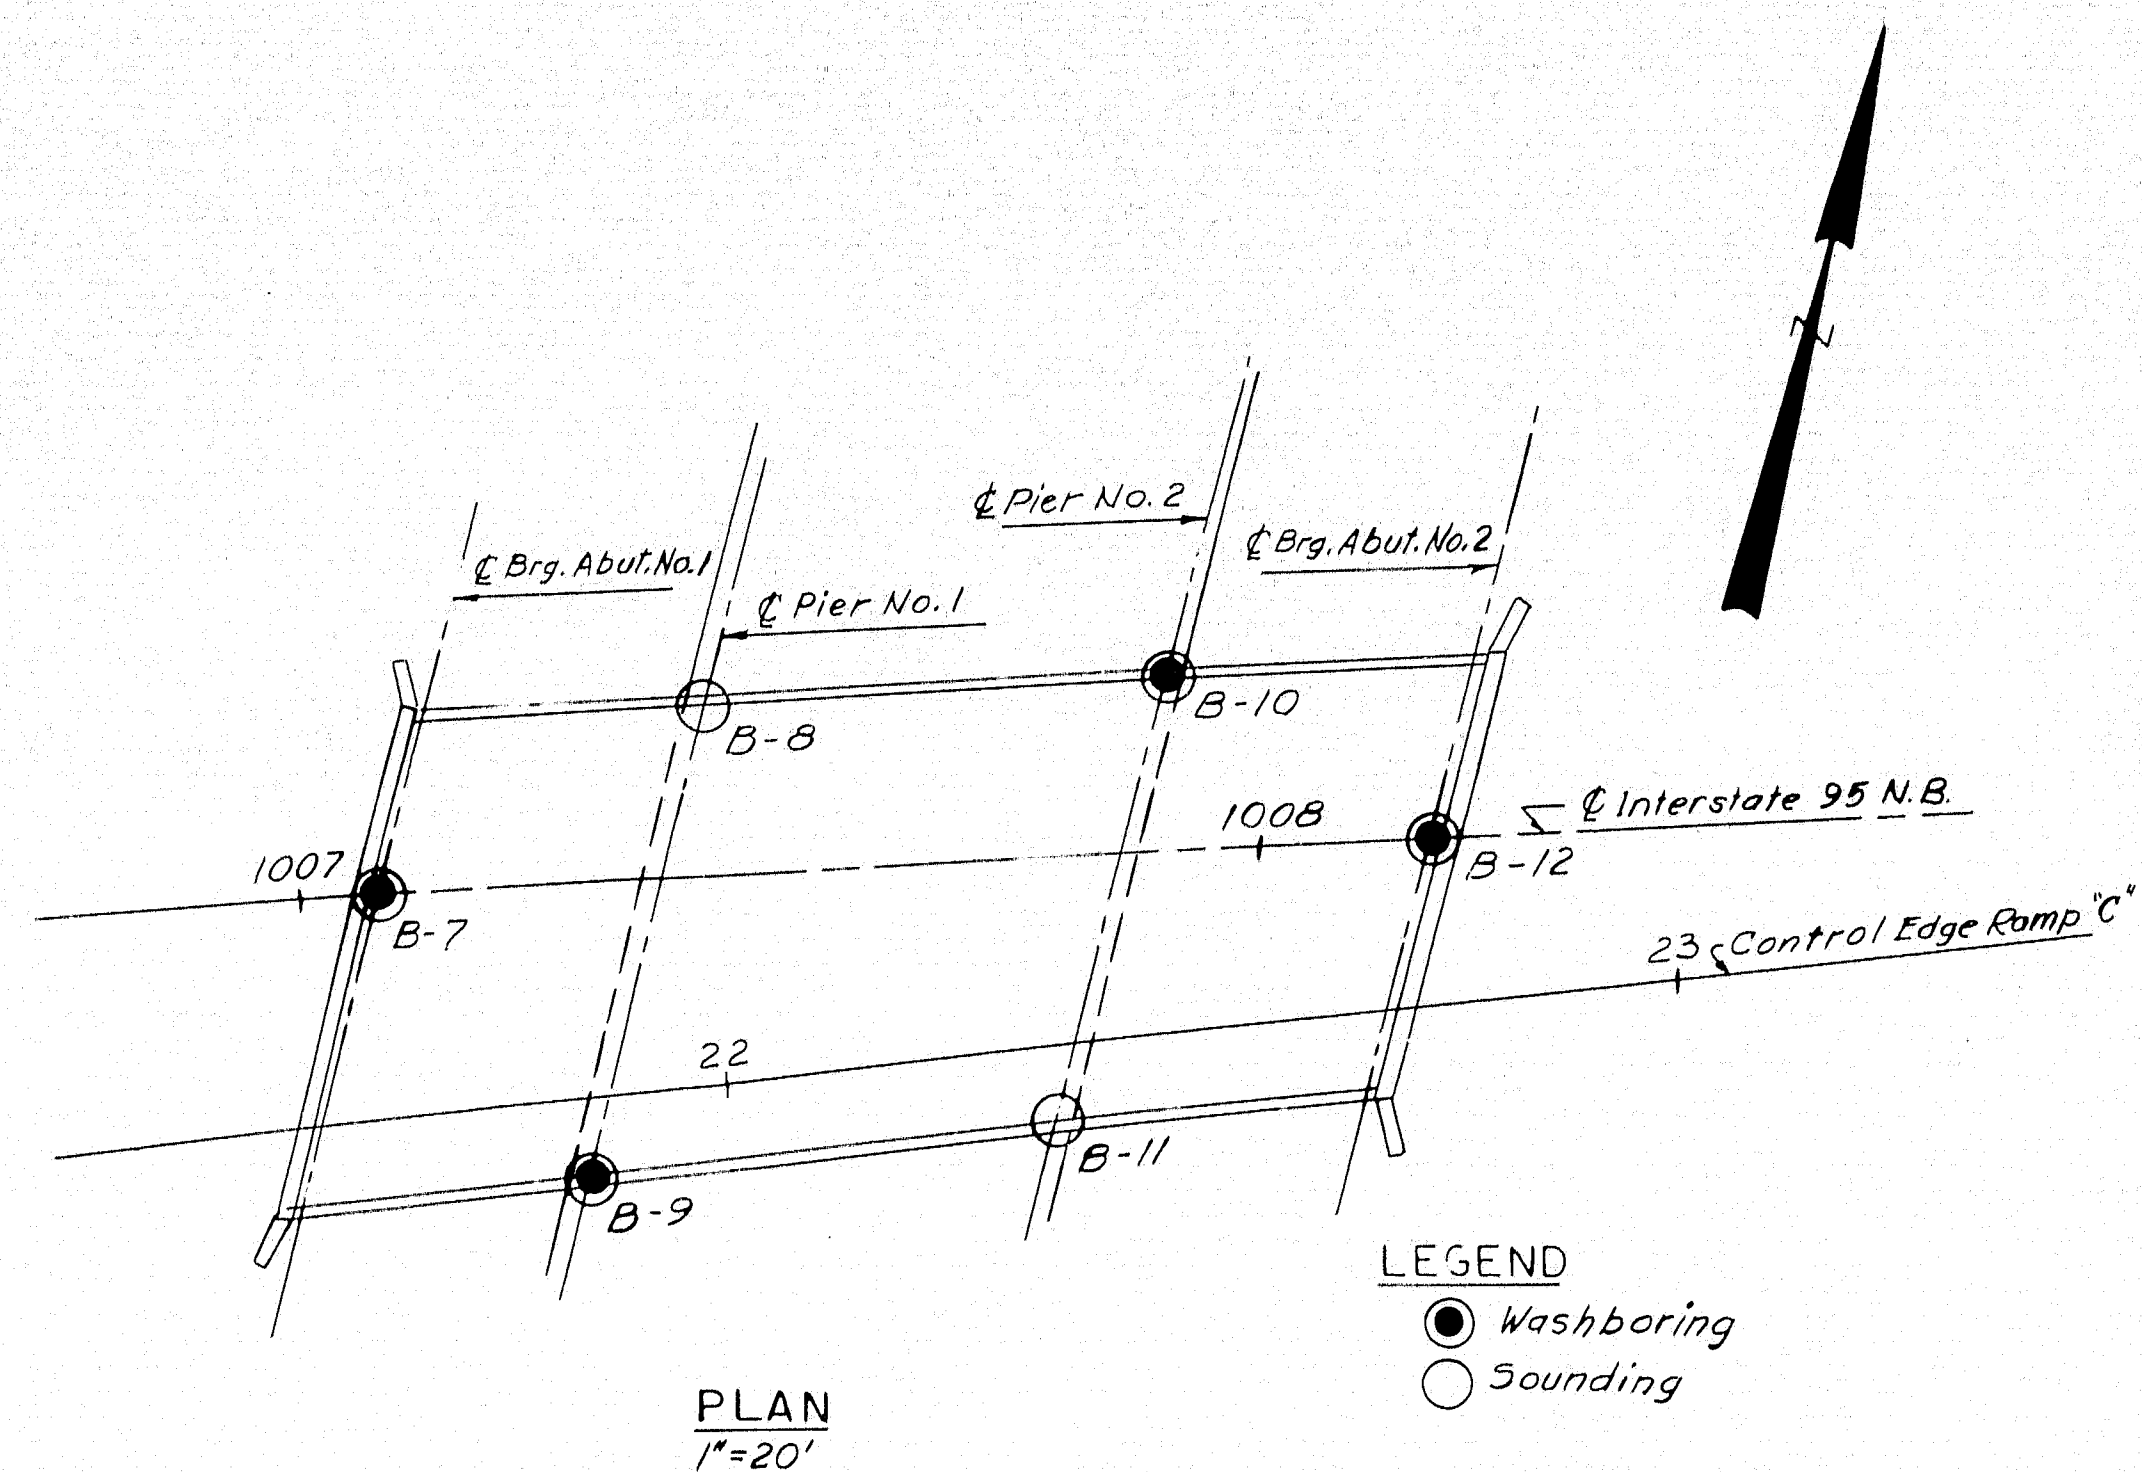 N
℄ Pier No. 2
℄ Brg. Abut. No. 2
℄ Brg. Abut. No. 1
℄ Pier No. 1
B-10
B-8
1008
℄ Interstate 95 N.B.
1007
B-12
B-7
23
Control Edge Ramp "C"
22
B-11
B-9
LEGEND
Washboring
Sounding
PLAN
1"=20'